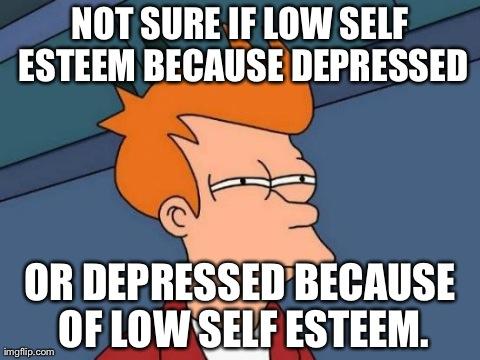 NOT SURE IF LOW SELF
ESTEEM BECAUSE DEPRESSED
OR DEPRESSED BECAUSE
OF LOW SELF ESTEEM.
imgflip.com